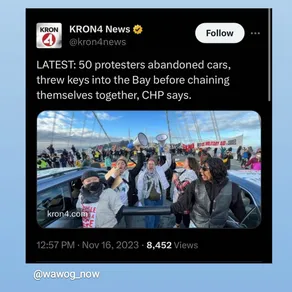 KRON
4
KRON4 News
@kron4news
Follow
LATEST: 50 protesters abandoned cars,
threw keys into the Bay before chaining
themselves together, CHP says.
kron4.com
12:57 PM · Nov 16, 2023 · 8,452 Views
@wawog_now